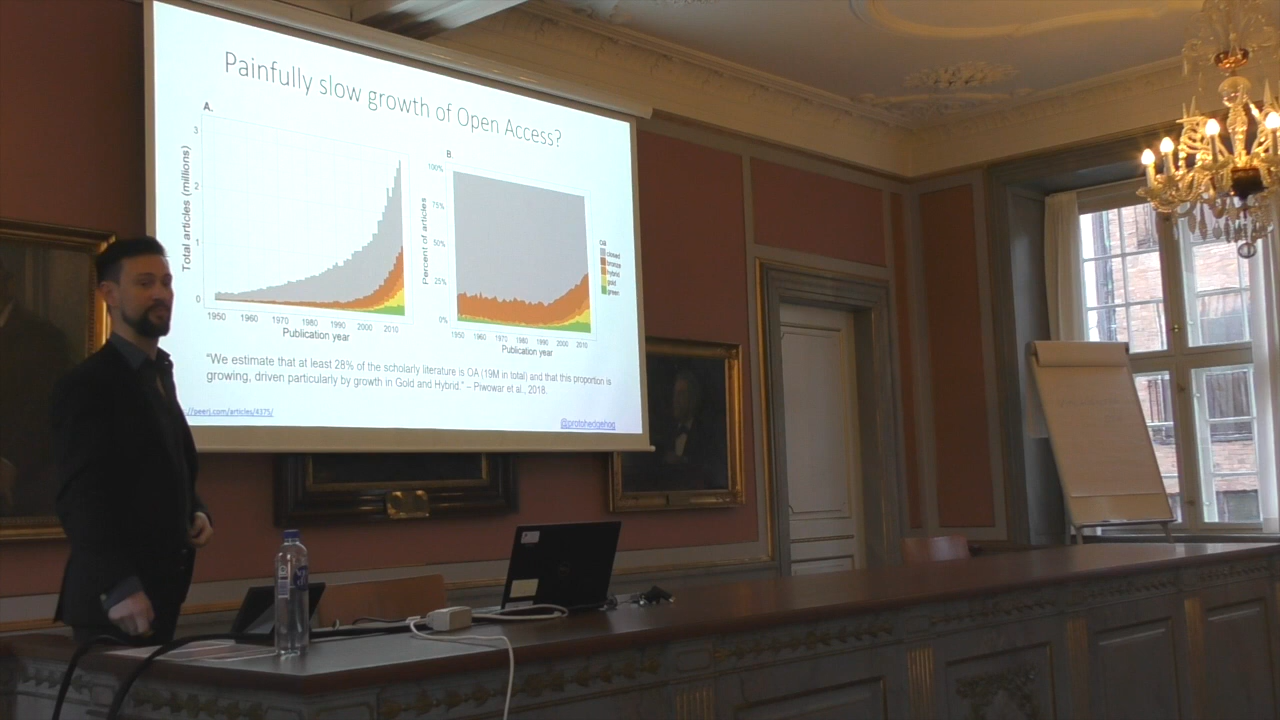 Painfully slow growth of Open Access?
A.
Total articles (millions)
3
2
1
0
1950 1960 1970 1980 1990 2000 2010
Publication year
B.
Percent of articles
100%
75%
50%
25%
0%
1950 1960 1970 1980 1990 2000 2010
Publication year
closed
bronze
hybrid
gold
green
“We estimate that at least 28% of the scholarly literature is OA (19M in total) and that this proportion is
growing, driven particularly by growth in Gold and Hybrid.” – Piwowar et al., 2018.
://peerj.com/articles/4375/
@protohedgehog